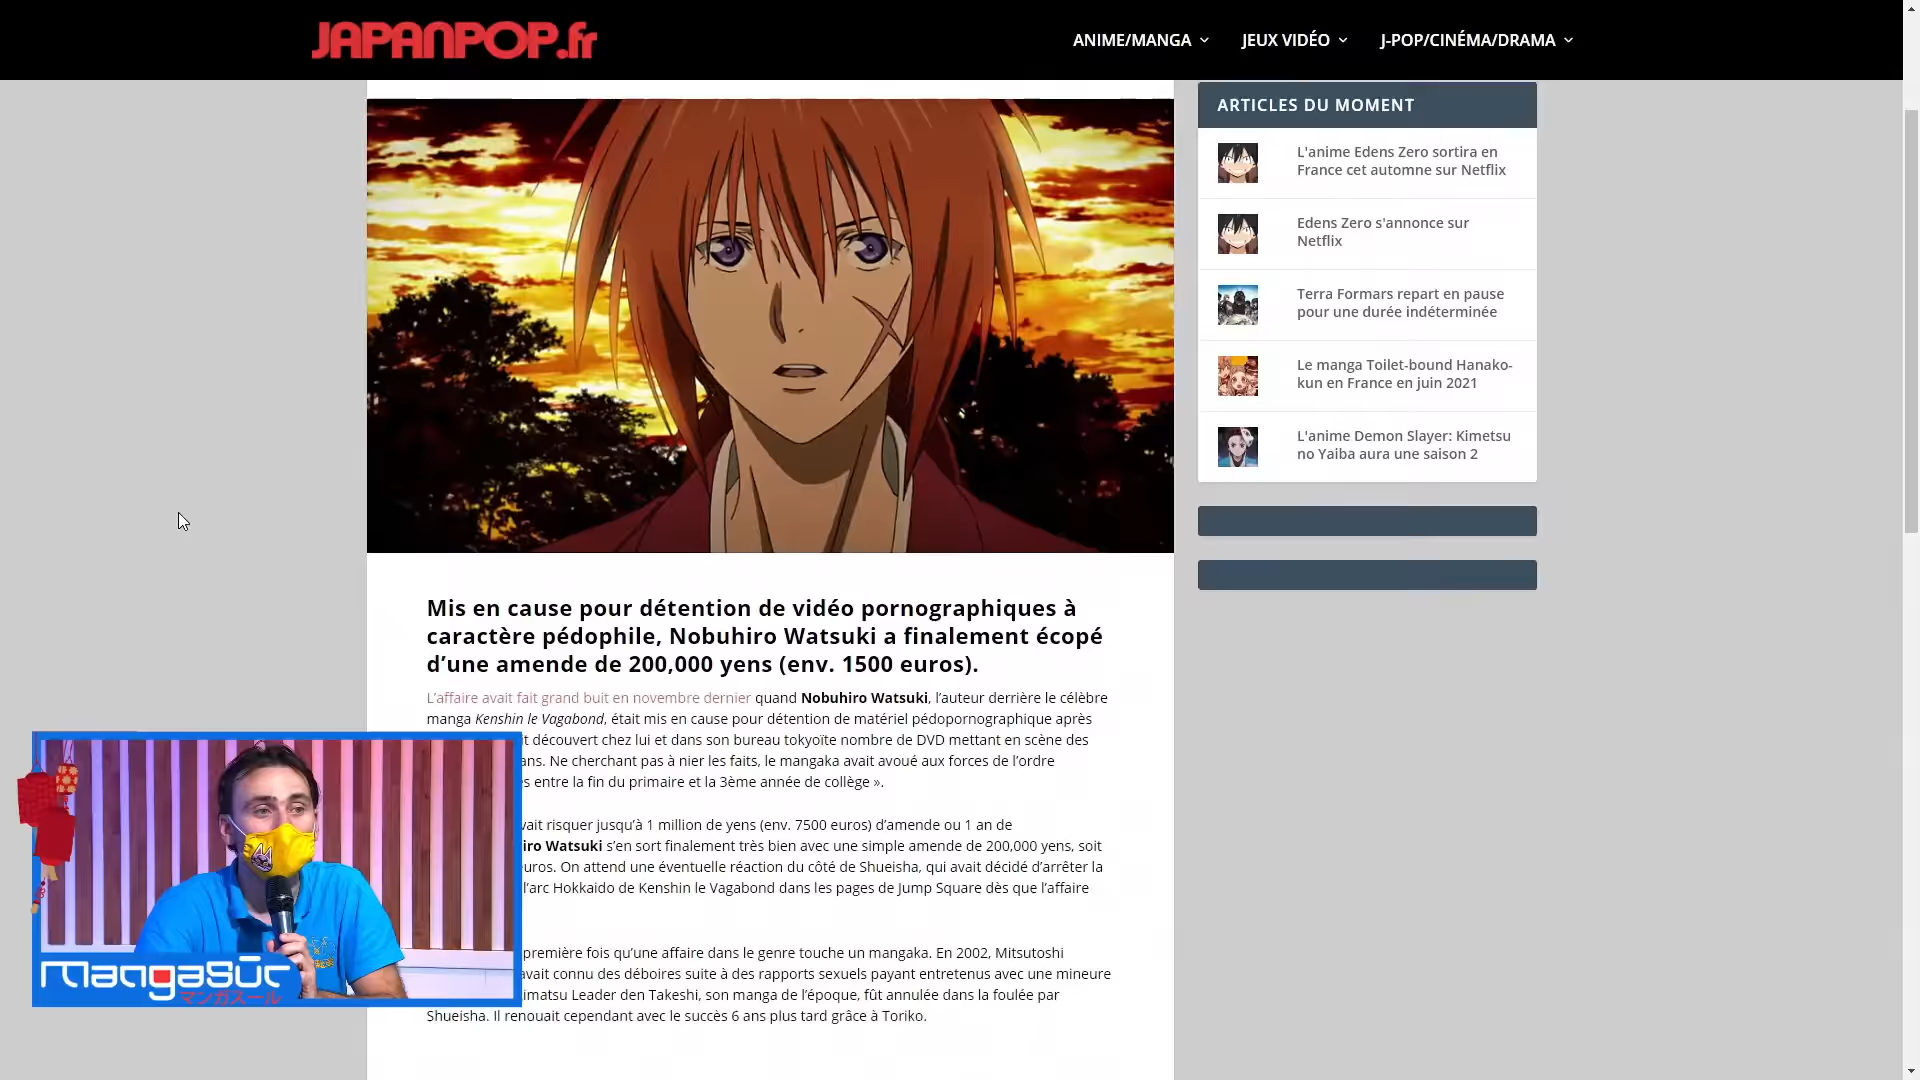 JAPANPOP.fr
ANIME/MANGA
JEUX VIDÉO
J-POP/CINÉMA/DRAMA
ARTICLES DU MOMENT
L'anime Edens Zero sortira en
France cet automne sur Netflix
Edens Zero s'annonce sur
Netflix
Terra Formars repart en pause
pour une durée indéterminée
Le manga Toilet-bound Hanako-
kun en France en juin 2021
L'anime Demon Slayer: Kimetsu
no Yaiba aura une saison 2
Mis en cause pour détention de vidéo pornographiques à
caractère pédophile, Nobuhiro Watsuki a finalement écopé
d’une amende de 200,000 yens (env. 1500 euros).
L’affaire avait fait grand buit en novembre dernier quand Nobuhiro Watsuki, l’auteur derrière le célèbre
manga Kenshin le Vagabond, était mis en cause pour détention de matériel pédopornographique après
it découvert chez lui et dans son bureau tokyoïte nombre de DVD mettant en scène des
ans. Ne cherchant pas à nier les faits, le mangaka avait avoué aux forces de l’ordre
s entre la fin du primaire et la 3ème année de collège ».
vait risquer jusqu’à 1 million de yens (env. 7500 euros) d’amende ou 1 an de
iro Watsuki s’en sort finalement très bien avec une simple amende de 200,000 yens, soit
euros. On attend une éventuelle réaction du côté de Shueisha, qui avait décidé d’arrêter la
l’arc Hokkaido de Kenshin le Vagabond dans les pages de Jump Square dès que l’affaire
première fois qu’une affaire dans le genre touche un mangaka. En 2002, Mitsutoshi
avait connu des déboires suite à des rapports sexuels payant entretenus avec une mineure
imatsu Leader den Takeshi, son manga de l’époque, fût annulée dans la foulée par
Shueisha. Il renouait cependant avec le succès 6 ans plus tard grâce à Toriko.
mangasūr
マンガスール